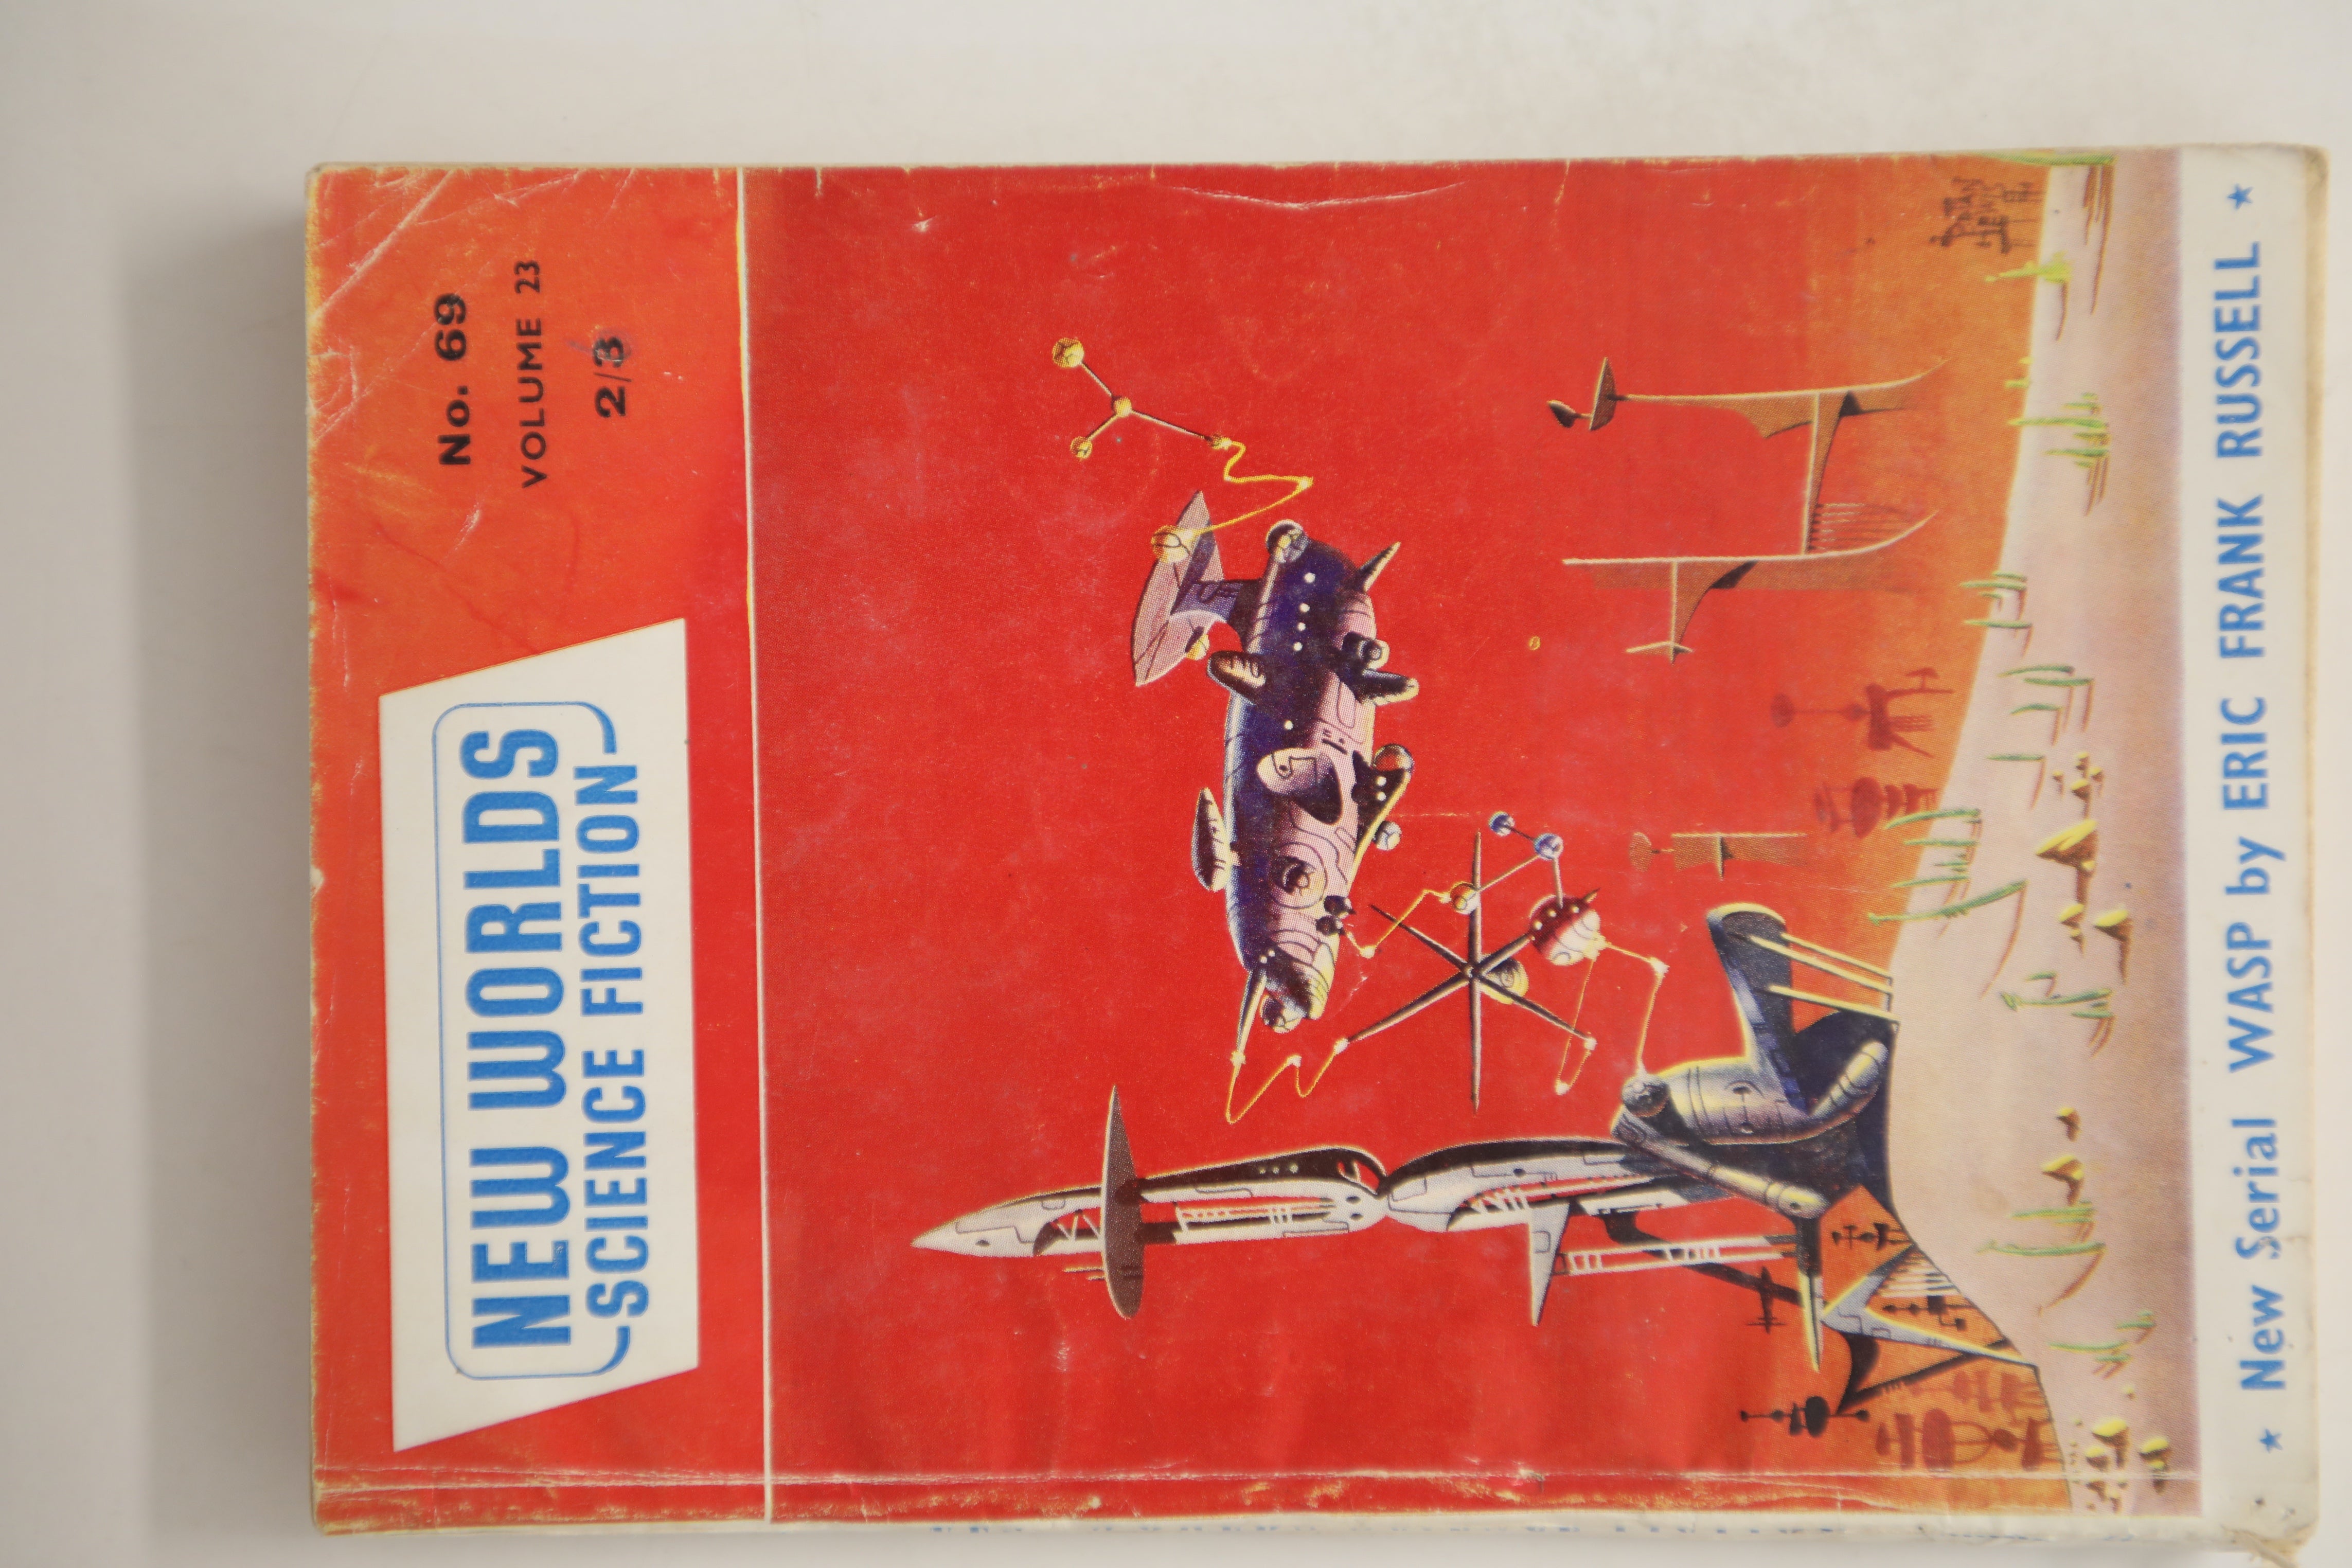 NEW WORLDS
SCIENCE FICTION
No. 69
VOLUME 23
2/3
★ New Serial WASP by ERIC FRANK RUSSELL ★